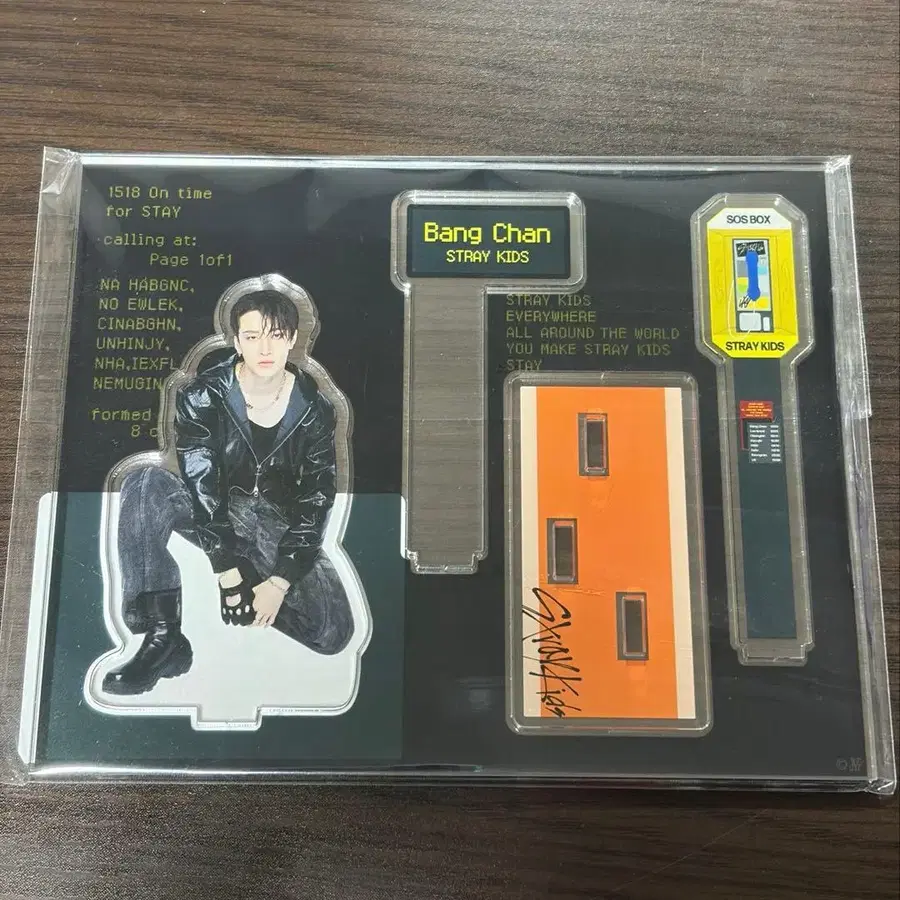 1518 On time
for STAY
calling at:
Page 1of1
NA HABGNC,
NO EWLEK,
CINABGHN,
UNHINJY,
NHA,IEXFL
NEMUGIN
formed
8 c
Bang Chan
STRAY KIDS
STRAY KIDS
EVERYWHERE
ALL AROUND THE WORLD
YOU MAKE STRAY KIDS
STAY
Stray Kids
SOS BOX
STRAY KIDS